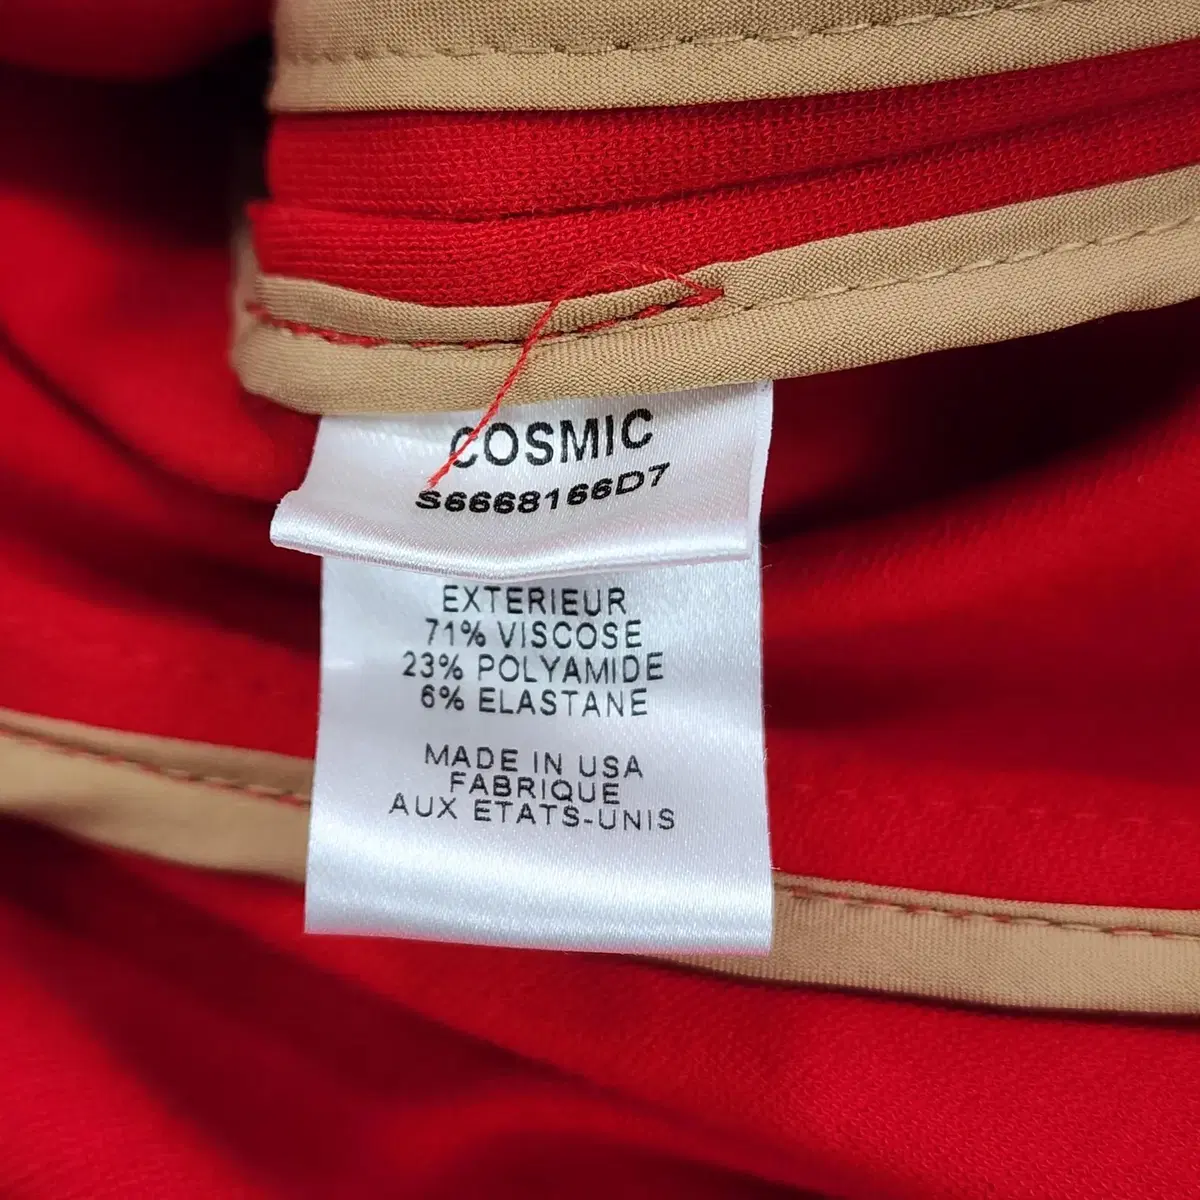 COSMIC
S6668166D7
EXTERIEUR
71% VISCOSE
23% POLYAMIDE
6% ELASTANE
MADE IN USA
FABRIQUE
AUX ETATS-UNIS